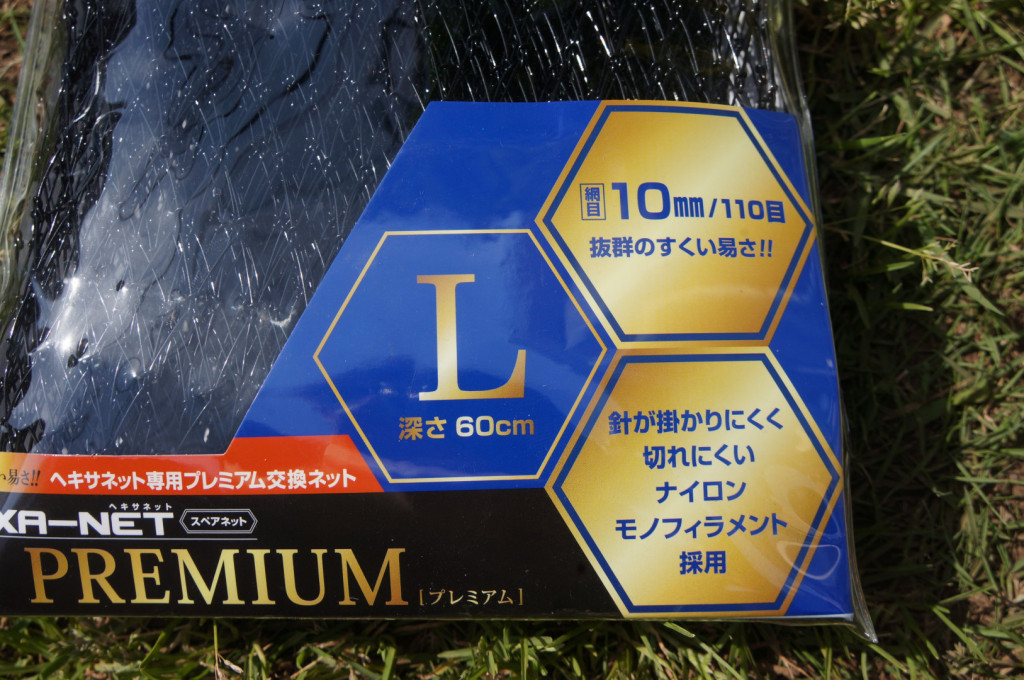 網目 10mm/110目
抜群のすくい易さ!!
L
深さ 60cm
針が掛かりにくく
切れにくい
ナイロン
モノフィラメント
採用
い易さ!! ヘキサネット専用プレミアム交換ネット
ヘキサネット
XA-NET スペアネット
PREMIUM [プレミアム]